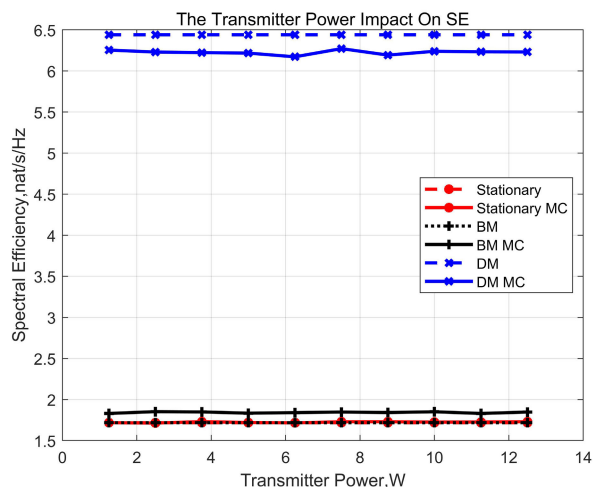 The Transmitter Power Impact On SE
6.5
6
5.5
5
4.5
4
3.5
3
2.5
2
1.5
Spectral Efficiency,nat/s/Hz
Stationary
Stationary MC
BM
BM MC
DM
DM MC
0 2 4 6 8 10 12 14
Transmitter Power,W